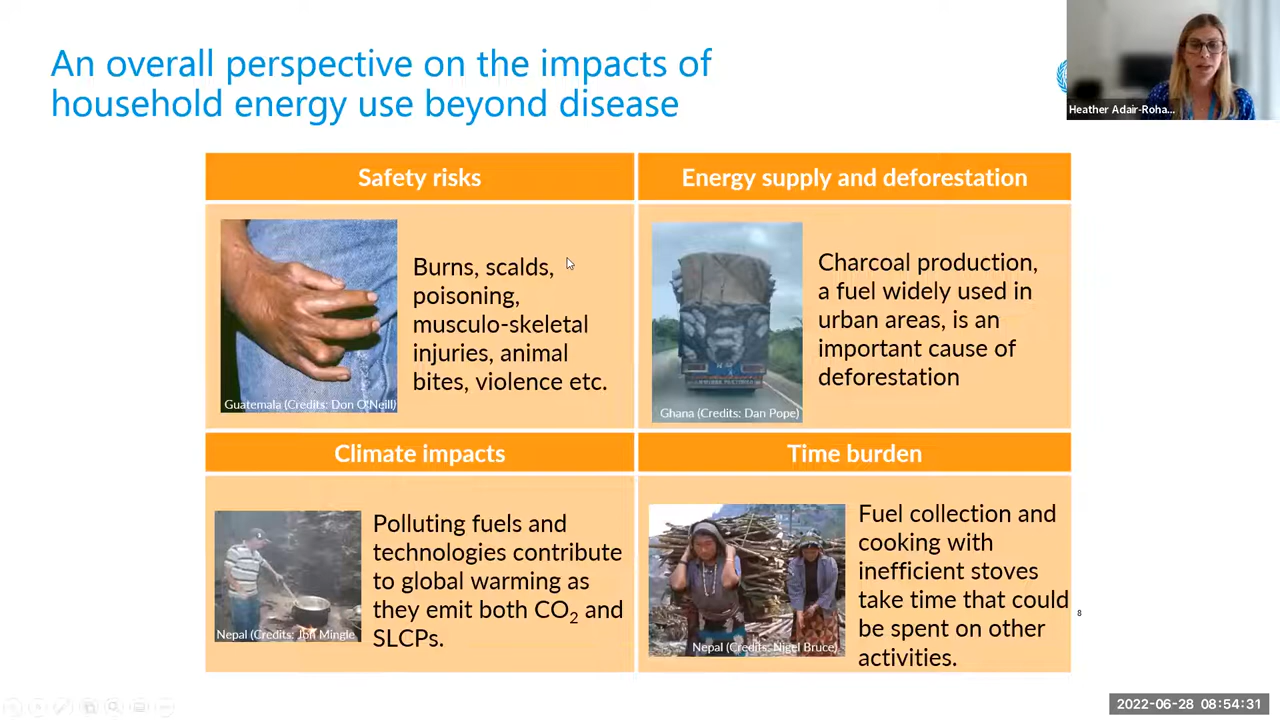 An overall perspective on the impacts of
household energy use beyond disease
Heather Adair-Roha...
Safety risks
Energy supply and deforestation
Burns, scalds,
poisoning,
musculo-skeletal
injuries, animal
bites, violence etc.
Guatemala (Credits: Don O'Neill)
Charcoal production,
a fuel widely used in
urban areas, is an
important cause of
deforestation
Ghana (Credits: Dan Pope)
Climate impacts
Time burden
Polluting fuels and
technologies contribute
to global warming as
they emit both CO2 and
SLCPs.
Nepal (Credits: Jon Mingle
Fuel collection and
cooking with
inefficient stoves
take time that could
be spent on other
activities.
Nepal (Credits: Nigel Bruce)
8
2022-06-28 08:54:31